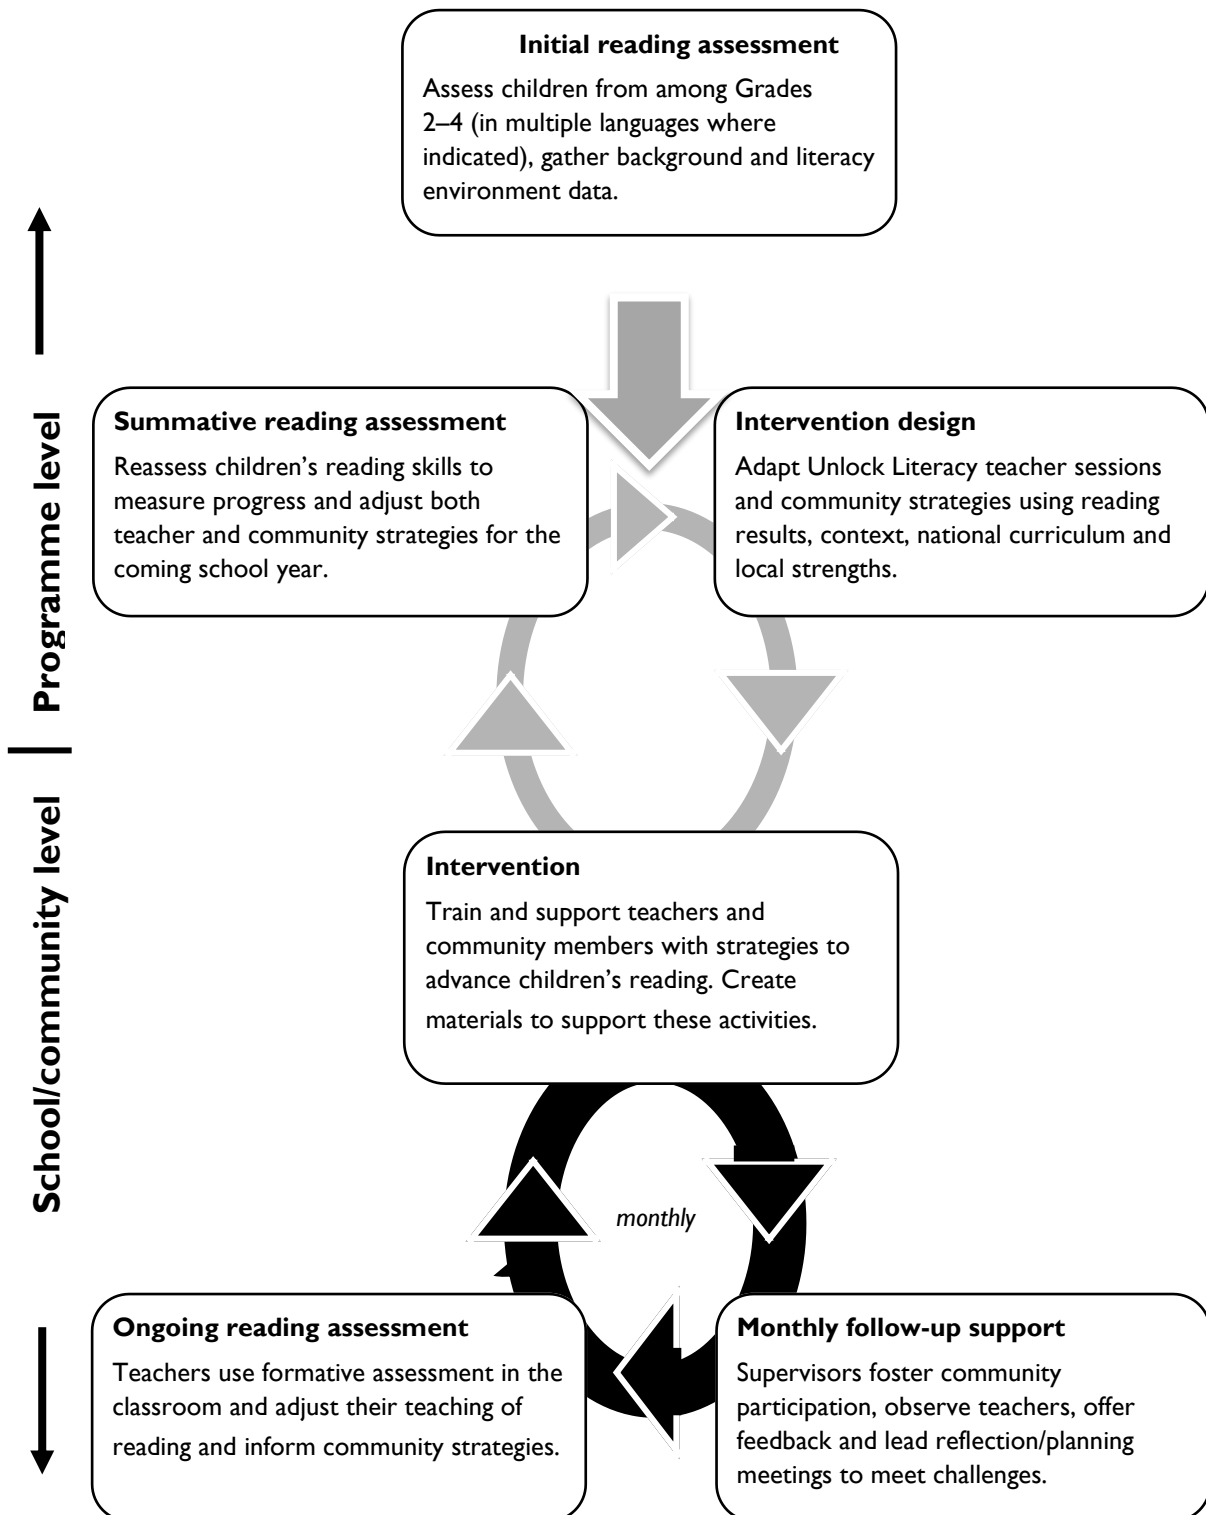 Initial reading assessment
Assess children from among Grades
2–4 (in multiple languages where
indicated), gather background and literacy
environment data.
Programme level
Summative reading assessment
Reassess children’s reading skills to
measure progress and adjust both
teacher and community strategies for the
coming school year.
Intervention design
Adapt Unlock Literacy teacher sessions
and community strategies using reading
results, context, national curriculum and
local strengths.
School/community level
Intervention
Train and support teachers and
community members with strategies to
advance children’s reading. Create
materials to support these activities.
monthly
Ongoing reading assessment
Teachers use formative assessment in the
classroom and adjust their teaching of
reading and inform community strategies.
Monthly follow-up support
Supervisors foster community
participation, observe teachers, offer
feedback and lead reflection/planning
meetings to meet challenges.